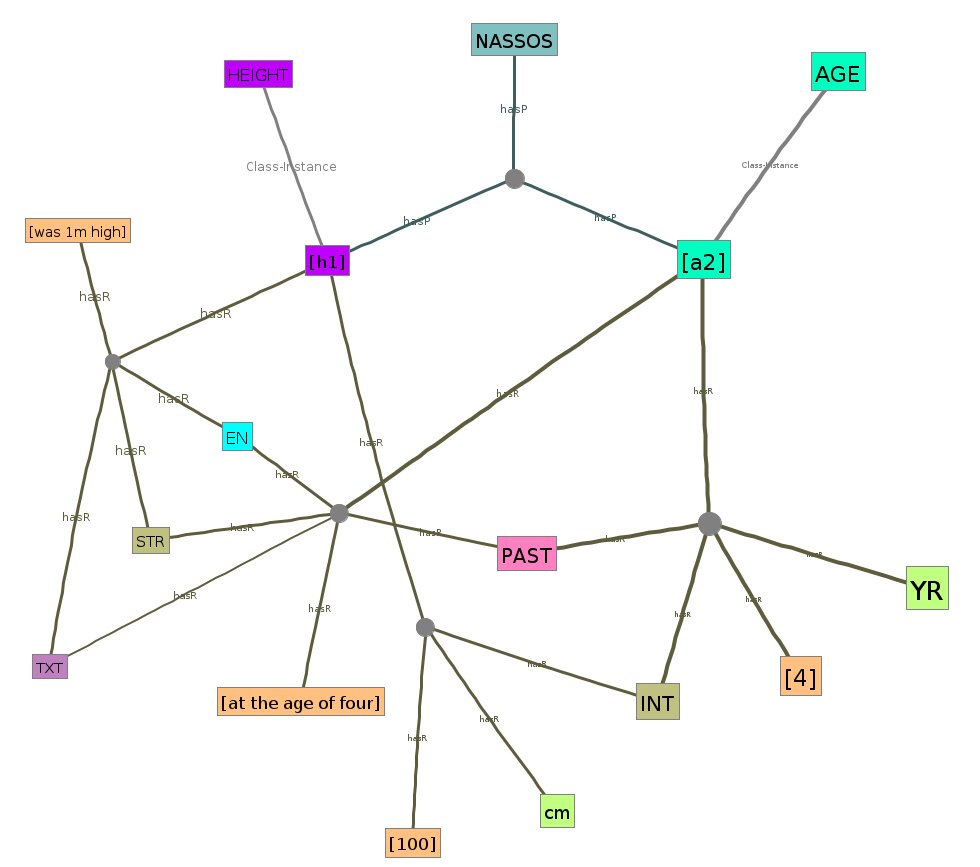 NASSOS
HEIGHT
AGE
hasP
Class-Instance
Class-Instance
hasP
hasP
[was 1m high]
[h1]
[a2]
hasR
hasR
hasR
hasR
hasR
EN
hasR
hasR
hasR
hasR
hasR
STR
hasR
hasR
hasR
PAST
hasR
YR
hasR
hasR
hasR
hasR
TXT
hasR
[4]
[at the age of four]
INT
hasR
hasR
cm
[100]